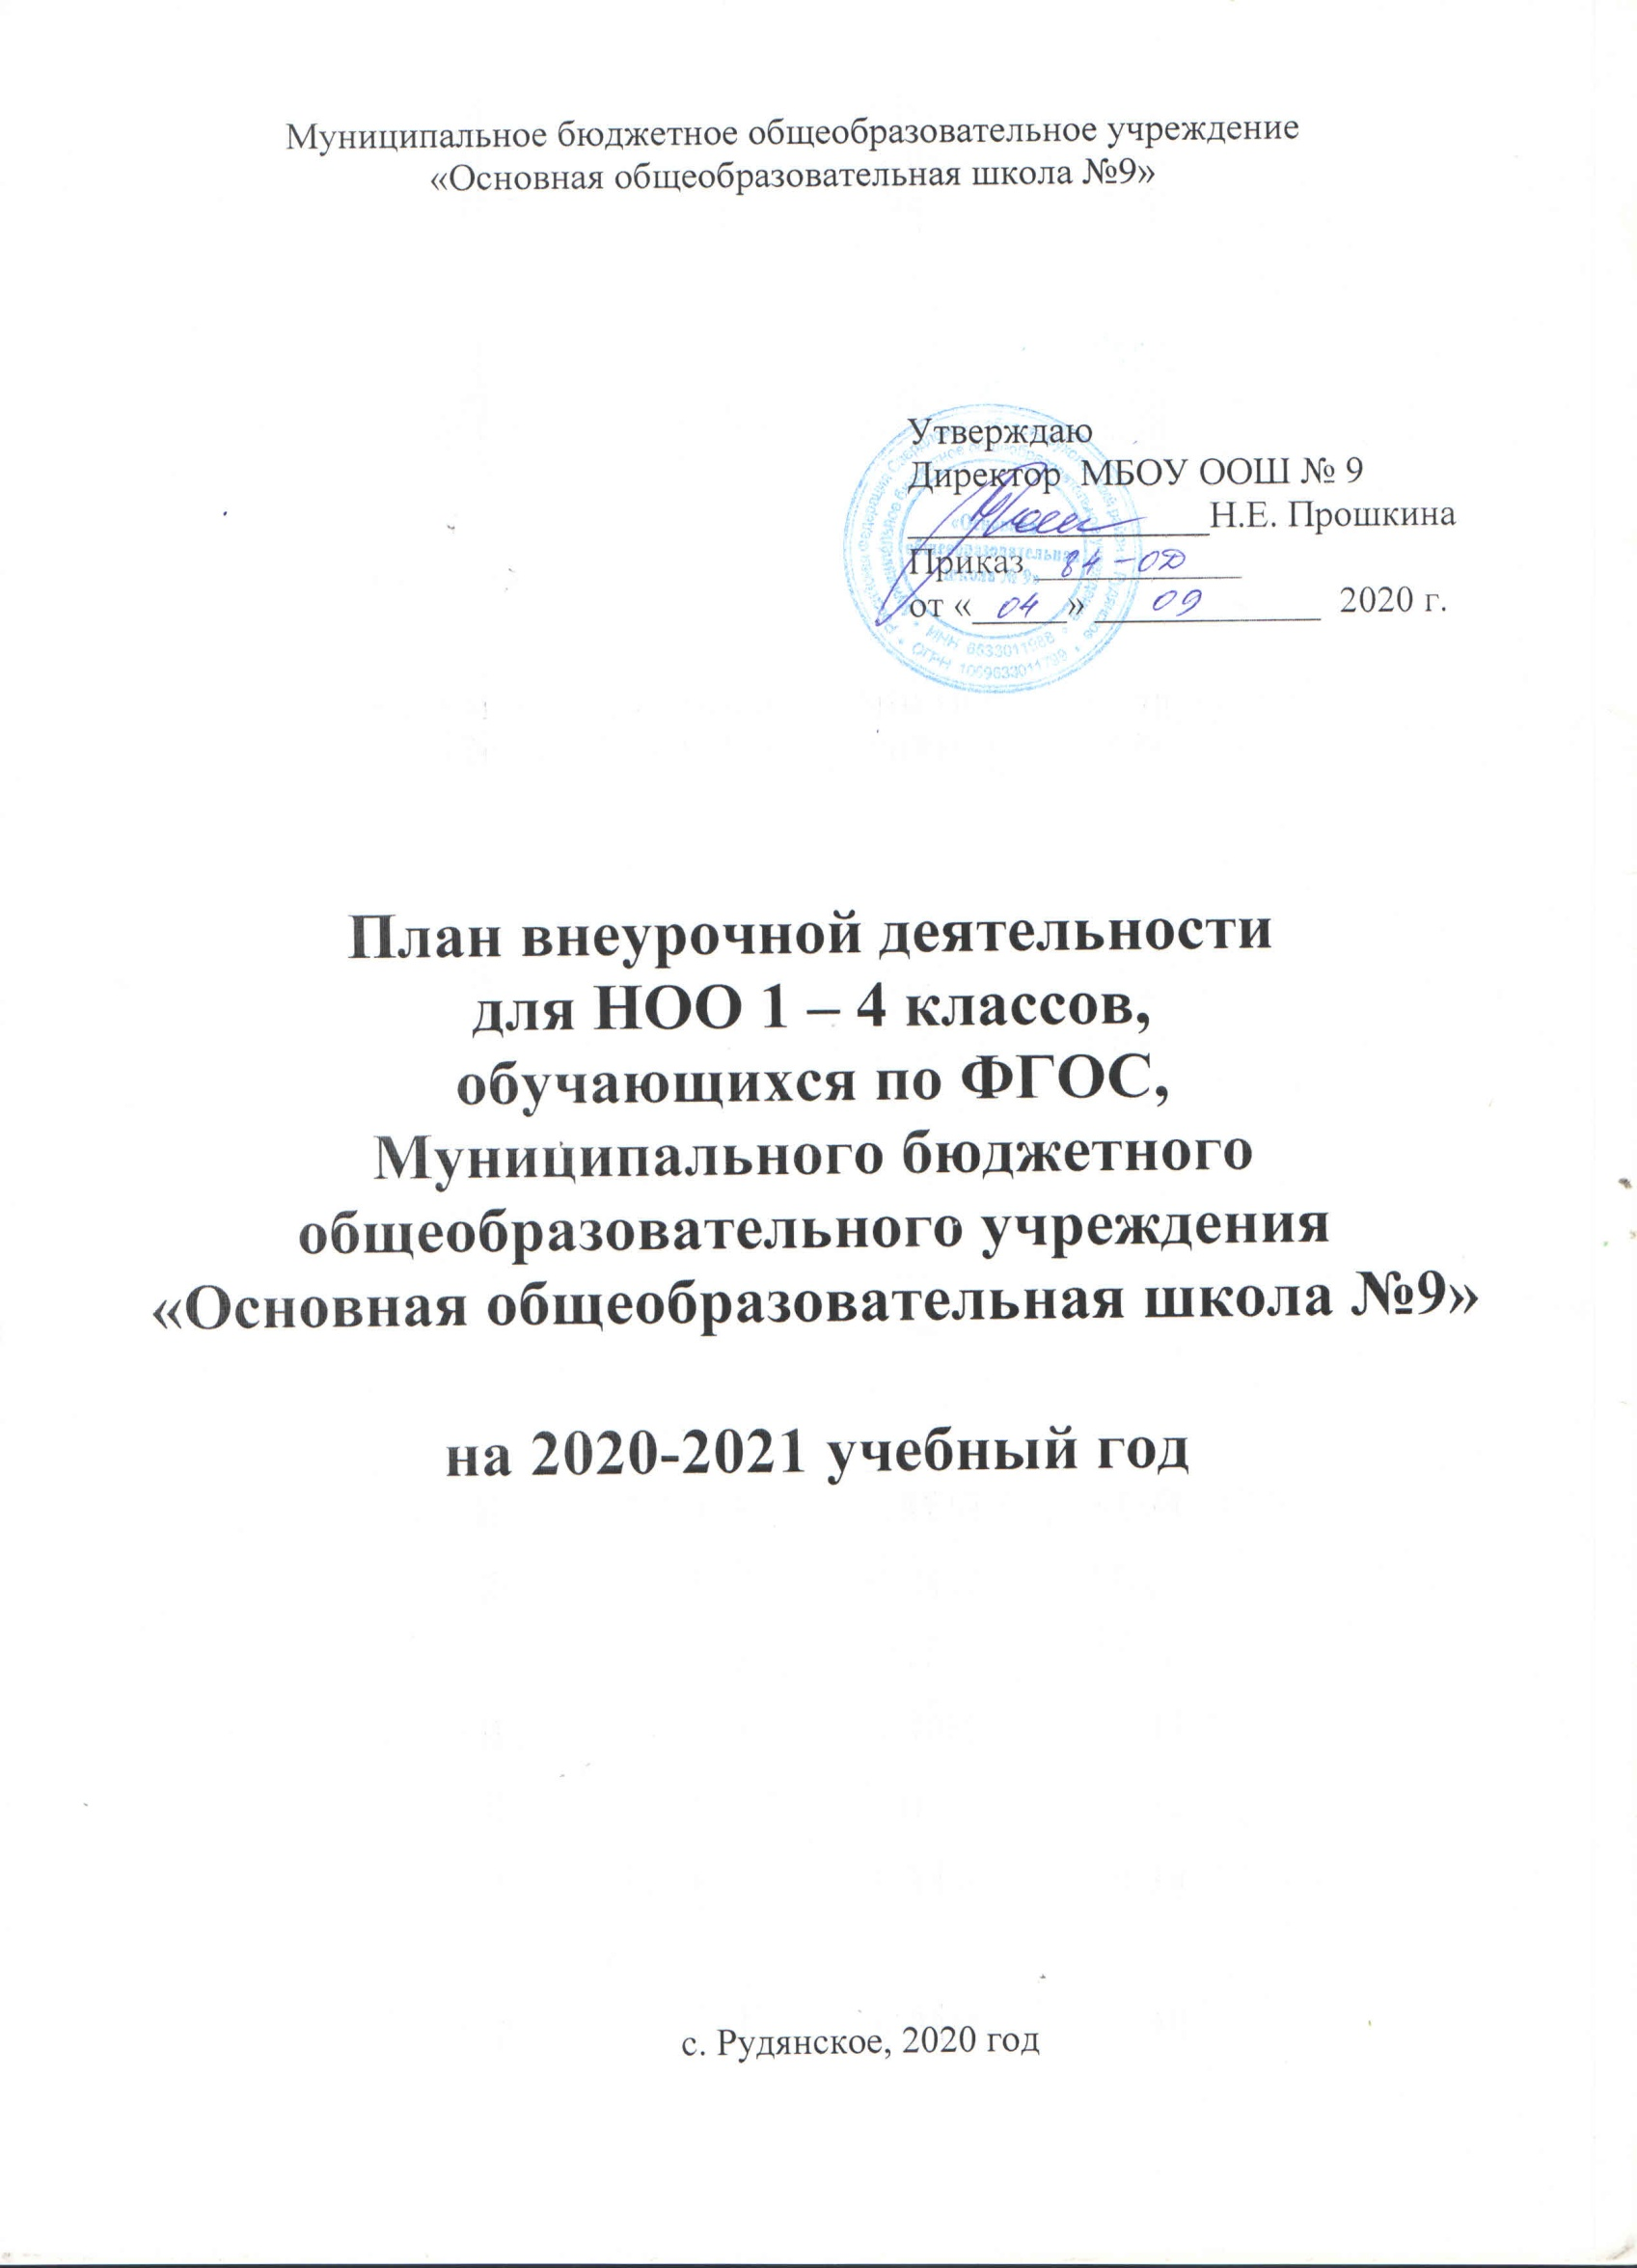 Муниципальное бюджетное общеобразовательное учреждение
«Основная общеобразовательная школа №9»
Утверждаю
Директор МБОУ ООШ № 9
Н.Е. Прошкина
Приказ 84-ОД
от «04» 09 2020 г.
План внеурочной деятельности
для НОО 1 – 4 классов,
обучающихся по ФГОС,
Муниципального бюджетного
общеобразовательного учреждения
«Основная общеобразовательная школа №9»
на 2020-2021 учебный год
с. Рудянское, 2020 год